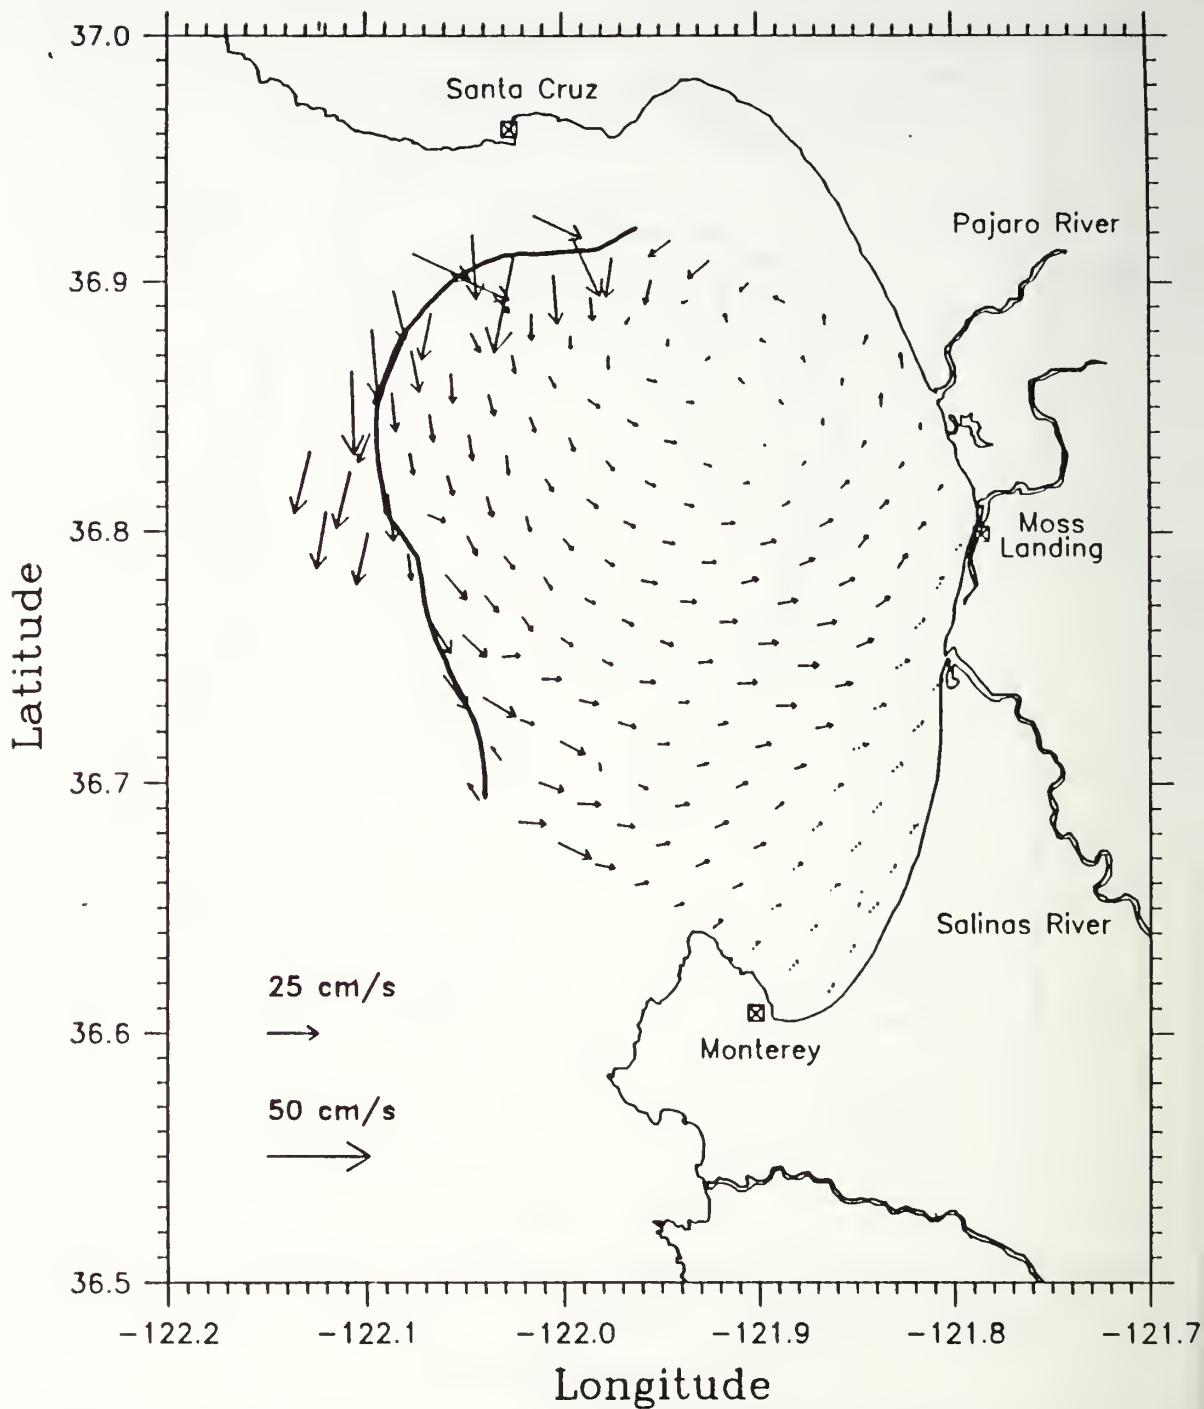 37.0
Santa Cruz
Pajaro River
36.9
36.8
Moss
Landing
Latitude
36.7
Salinas River
25 cm/s
36.6
Monterey
50 cm/s
36.5
-122.2
-122.1
-122.0
-121.9
-121.8
-121.7
Longitude